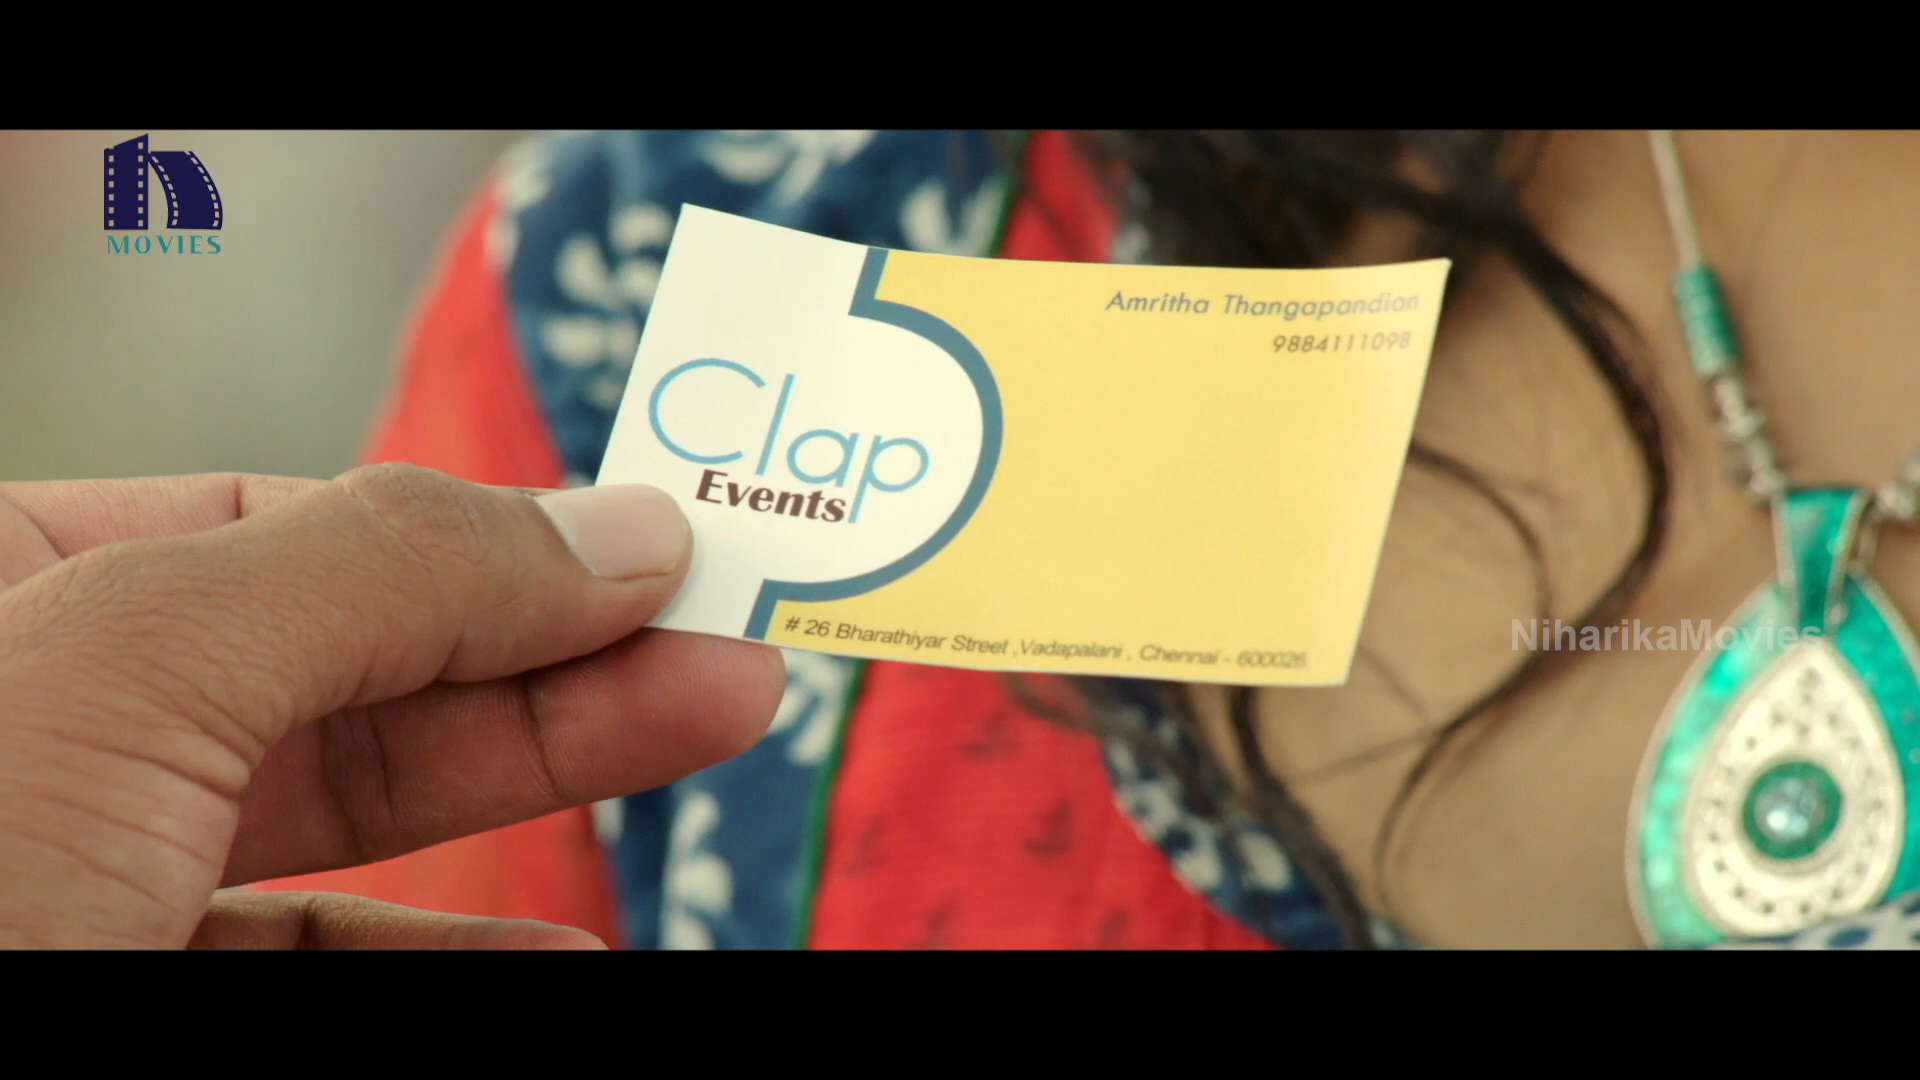 MOVIES
Amritha Thangapandian
9884111098
Clap
Events
# 26 Bharathiyar Street ,Vadapalani , Chennai - 600026.
NiharikaMovies